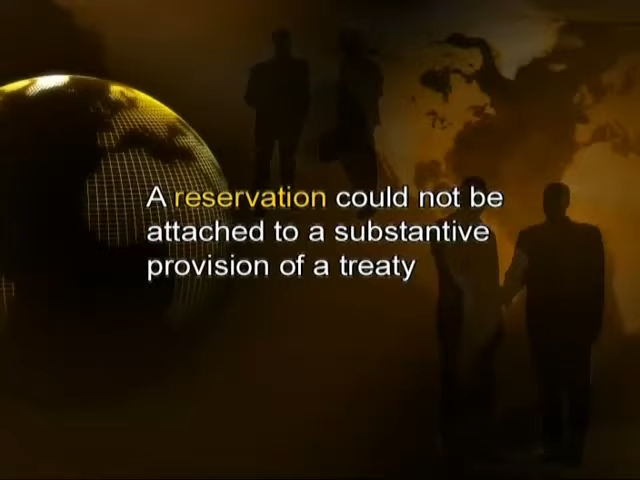 A reservation could not be
attached to a substantive
provision of a treaty